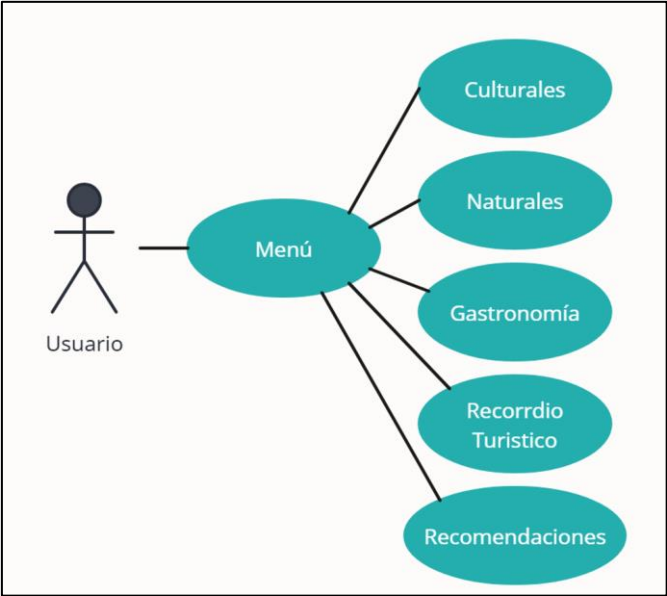 Culturales
Naturales
Menú
Gastronomía
Usuario
Recorrdio
Turistico
Recomendaciones